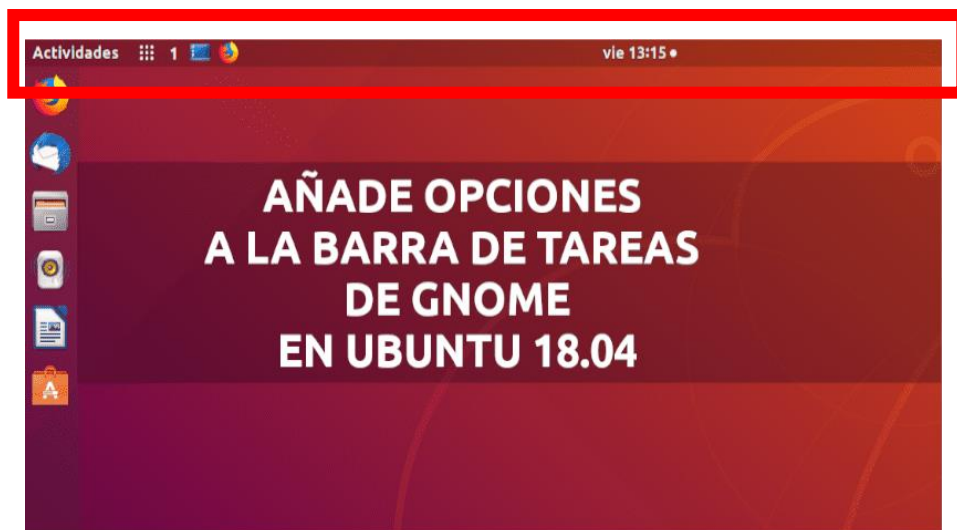 Actividades 1 vie 13:15
AÑADE OPCIONES
A LA BARRA DE TAREAS
DE GNOME
EN UBUNTU 18.04